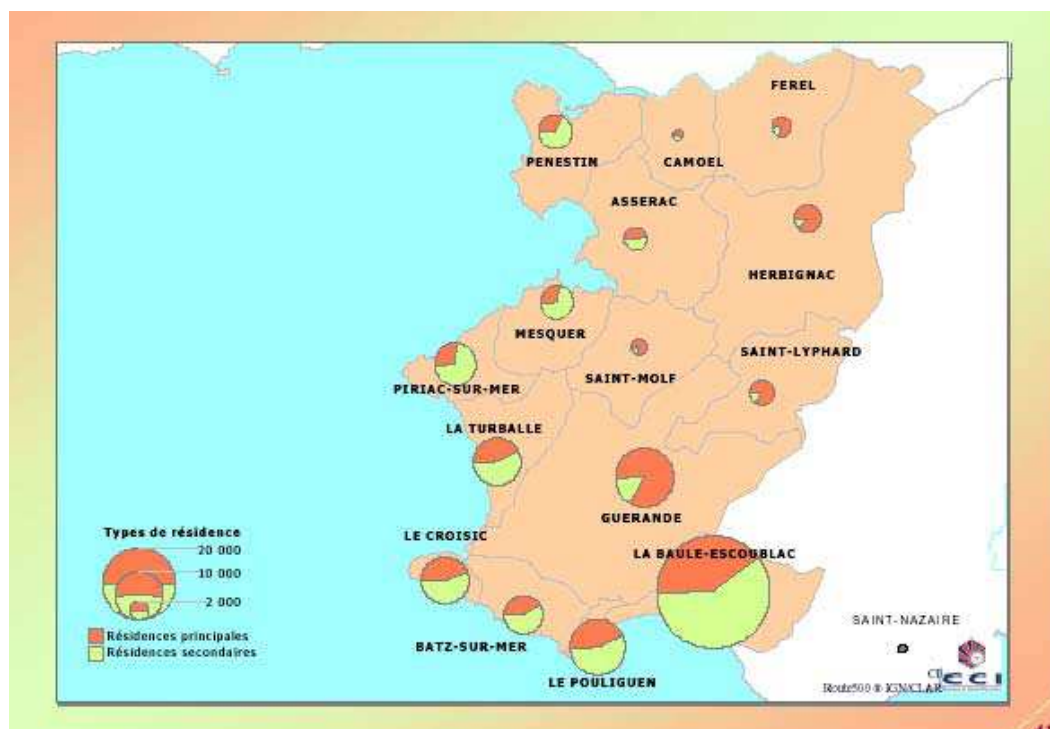 FEREL
PENESTIN
CAMOEL
ASSERAC
HERBIGNAC
MESQUER
SAINT-LYPHARD
PIRIAC-SUR-MER
SAINT-MOLF
LA TURBALLE
GUERANDE
LE CROISIC
LA BAULE-ESCOUBLAC
BATZ-SUR-MER
LE POULIGUEN
SAINT-NAZAIRE
Types de résidence
20 000
10 000
2 000
Résidences principales
Résidences secondaires
CCI
Route500 ® IGN/CLAR